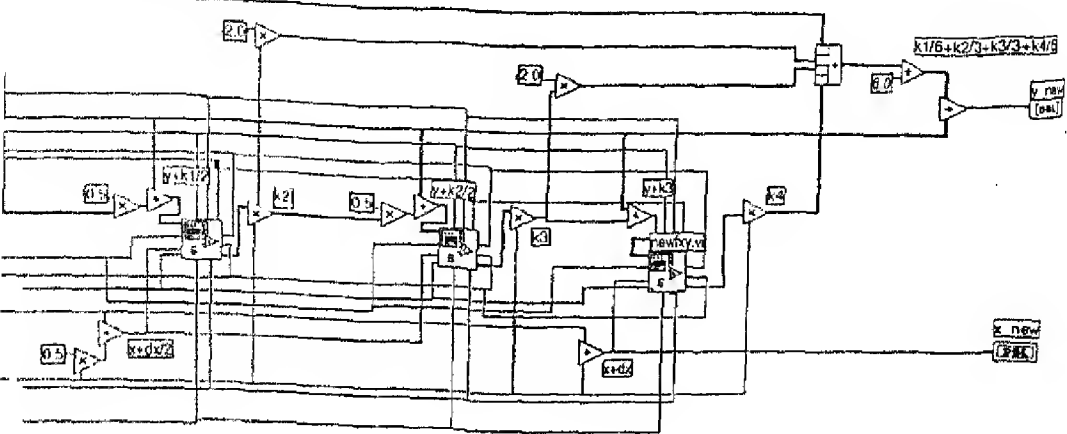 2.0
k1/6+k2/3+k3/3+k4/6
2.0
6.0
y_new
[DBL]
y+k1/2
0.5
k2
0.5
y+k2/2
k3
y+k3
k4
newfxy.vi
x_new
0.5
x+dx/2
x+dx